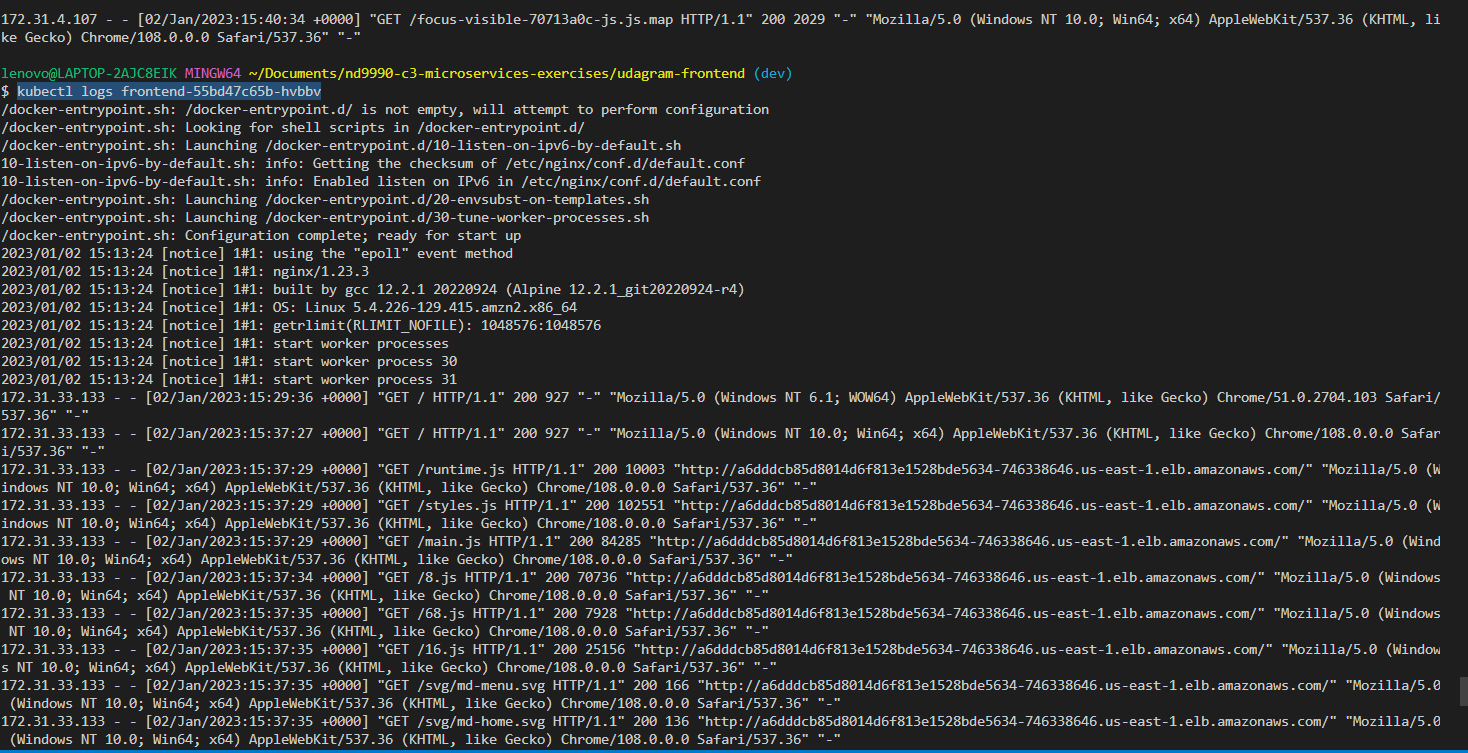 172.31.4.107 - - [02/Jan/2023:15:40:34 +0000] "GET /focus-visible-70713a0c-js.js.map HTTP/1.1" 200 2029 "-" "Mozilla/5.0 (Windows NT 10.0; Win64; x64) AppleWebKit/537.36 (KHTML, li
ke Gecko) Chrome/108.0.0.0 Safari/537.36" "-"
lenovo@LAPTOP-2AJC8EIK MINGW64 ~/Documents/nd9990-c3-microservices-exercises/udagram-frontend (dev)
$ kubectl logs frontend-55bd47c65b-hvbbv
/docker-entrypoint.sh: /docker-entrypoint.d/ is not empty, will attempt to perform configuration
/docker-entrypoint.sh: Looking for shell scripts in /docker-entrypoint.d/
/docker-entrypoint.sh: Launching /docker-entrypoint.d/10-listen-on-ipv6-by-default.sh
10-listen-on-ipv6-by-default.sh: info: Getting the checksum of /etc/nginx/conf.d/default.conf
10-listen-on-ipv6-by-default.sh: info: Enabled listen on IPv6 in /etc/nginx/conf.d/default.conf
/docker-entrypoint.sh: Launching /docker-entrypoint.d/20-envsubst-on-templates.sh
/docker-entrypoint.sh: Launching /docker-entrypoint.d/30-tune-worker-processes.sh
/docker-entrypoint.sh: Configuration complete; ready for start up
2023/01/02 15:13:24 [notice] 1#1: using the "epoll" event method
2023/01/02 15:13:24 [notice] 1#1: nginx/1.23.3
2023/01/02 15:13:24 [notice] 1#1: built by gcc 12.2.1 20220924 (Alpine 12.2.1_git20220924-r4)
2023/01/02 15:13:24 [notice] 1#1: OS: Linux 5.4.226-129.415.amzn2.x86_64
2023/01/02 15:13:24 [notice] 1#1: getrlimit(RLIMIT_NOFILE): 1048576:1048576
2023/01/02 15:13:24 [notice] 1#1: start worker processes
2023/01/02 15:13:24 [notice] 1#1: start worker process 30
2023/01/02 15:13:24 [notice] 1#1: start worker process 31
172.31.33.133 - - [02/Jan/2023:15:29:36 +0000] "GET / HTTP/1.1" 200 927 "-" "Mozilla/5.0 (Windows NT 6.1; WOW64) AppleWebKit/537.36 (KHTML, like Gecko) Chrome/51.0.2704.103 Safari/
537.36" "-"
172.31.33.133 - - [02/Jan/2023:15:37:27 +0000] "GET / HTTP/1.1" 200 927 "-" "Mozilla/5.0 (Windows NT 10.0; Win64; x64) AppleWebKit/537.36 (KHTML, like Gecko) Chrome/108.0.0.0 Safar
i/537.36" "-"
172.31.33.133 - - [02/Jan/2023:15:37:29 +0000] "GET /runtime.js HTTP/1.1" 200 10003 "http://a6dddcb85d8014d6f813e1528bde5634-746338646.us-east-1.elb.amazonaws.com/" "Mozilla/5.0 (W
indows NT 10.0; Win64; x64) AppleWebKit/537.36 (KHTML, like Gecko) Chrome/108.0.0.0 Safari/537.36" "-"
172.31.33.133 - - [02/Jan/2023:15:37:29 +0000] "GET /styles.js HTTP/1.1" 200 102551 "http://a6dddcb85d8014d6f813e1528bde5634-746338646.us-east-1.elb.amazonaws.com/" "Mozilla/5.0 (W
indows NT 10.0; Win64; x64) AppleWebKit/537.36 (KHTML, like Gecko) Chrome/108.0.0.0 Safari/537.36" "-"
172.31.33.133 - - [02/Jan/2023:15:37:29 +0000] "GET /main.js HTTP/1.1" 200 84285 "http://a6dddcb85d8014d6f813e1528bde5634-746338646.us-east-1.elb.amazonaws.com/" "Mozilla/5.0 (Wind
ows NT 10.0; Win64; x64) AppleWebKit/537.36 (KHTML, like Gecko) Chrome/108.0.0.0 Safari/537.36" "-"
172.31.33.133 - - [02/Jan/2023:15:37:34 +0000] "GET /8.js HTTP/1.1" 200 70736 "http://a6dddcb85d8014d6f813e1528bde5634-746338646.us-east-1.elb.amazonaws.com/" "Mozilla/5.0 (Windows
 NT 10.0; Win64; x64) AppleWebKit/537.36 (KHTML, like Gecko) Chrome/108.0.0.0 Safari/537.36" "-"
172.31.33.133 - - [02/Jan/2023:15:37:35 +0000] "GET /68.js HTTP/1.1" 200 7928 "http://a6dddcb85d8014d6f813e1528bde5634-746338646.us-east-1.elb.amazonaws.com/" "Mozilla/5.0 (Windows
 NT 10.0; Win64; x64) AppleWebKit/537.36 (KHTML, like Gecko) Chrome/108.0.0.0 Safari/537.36" "-"
172.31.33.133 - - [02/Jan/2023:15:37:35 +0000] "GET /16.js HTTP/1.1" 200 25156 "http://a6dddcb85d8014d6f813e1528bde5634-746338646.us-east-1.elb.amazonaws.com/" "Mozilla/5.0 (Window
s NT 10.0; Win64; x64) AppleWebKit/537.36 (KHTML, like Gecko) Chrome/108.0.0.0 Safari/537.36" "-"
172.31.33.133 - - [02/Jan/2023:15:37:35 +0000] "GET /svg/md-menu.svg HTTP/1.1" 200 166 "http://a6dddcb85d8014d6f813e1528bde5634-746338646.us-east-1.elb.amazonaws.com/" "Mozilla/5.0
 (Windows NT 10.0; Win64; x64) AppleWebKit/537.36 (KHTML, like Gecko) Chrome/108.0.0.0 Safari/537.36" "-"
172.31.33.133 - - [02/Jan/2023:15:37:35 +0000] "GET /svg/md-home.svg HTTP/1.1" 200 136 "http://a6dddcb85d8014d6f813e1528bde5634-746338646.us-east-1.elb.amazonaws.com/" "Mozilla/5.0
 (Windows NT 10.0; Win64; x64) AppleWebKit/537.36 (KHTML, like Gecko) Chrome/108.0.0.0 Safari/537.36" "-"